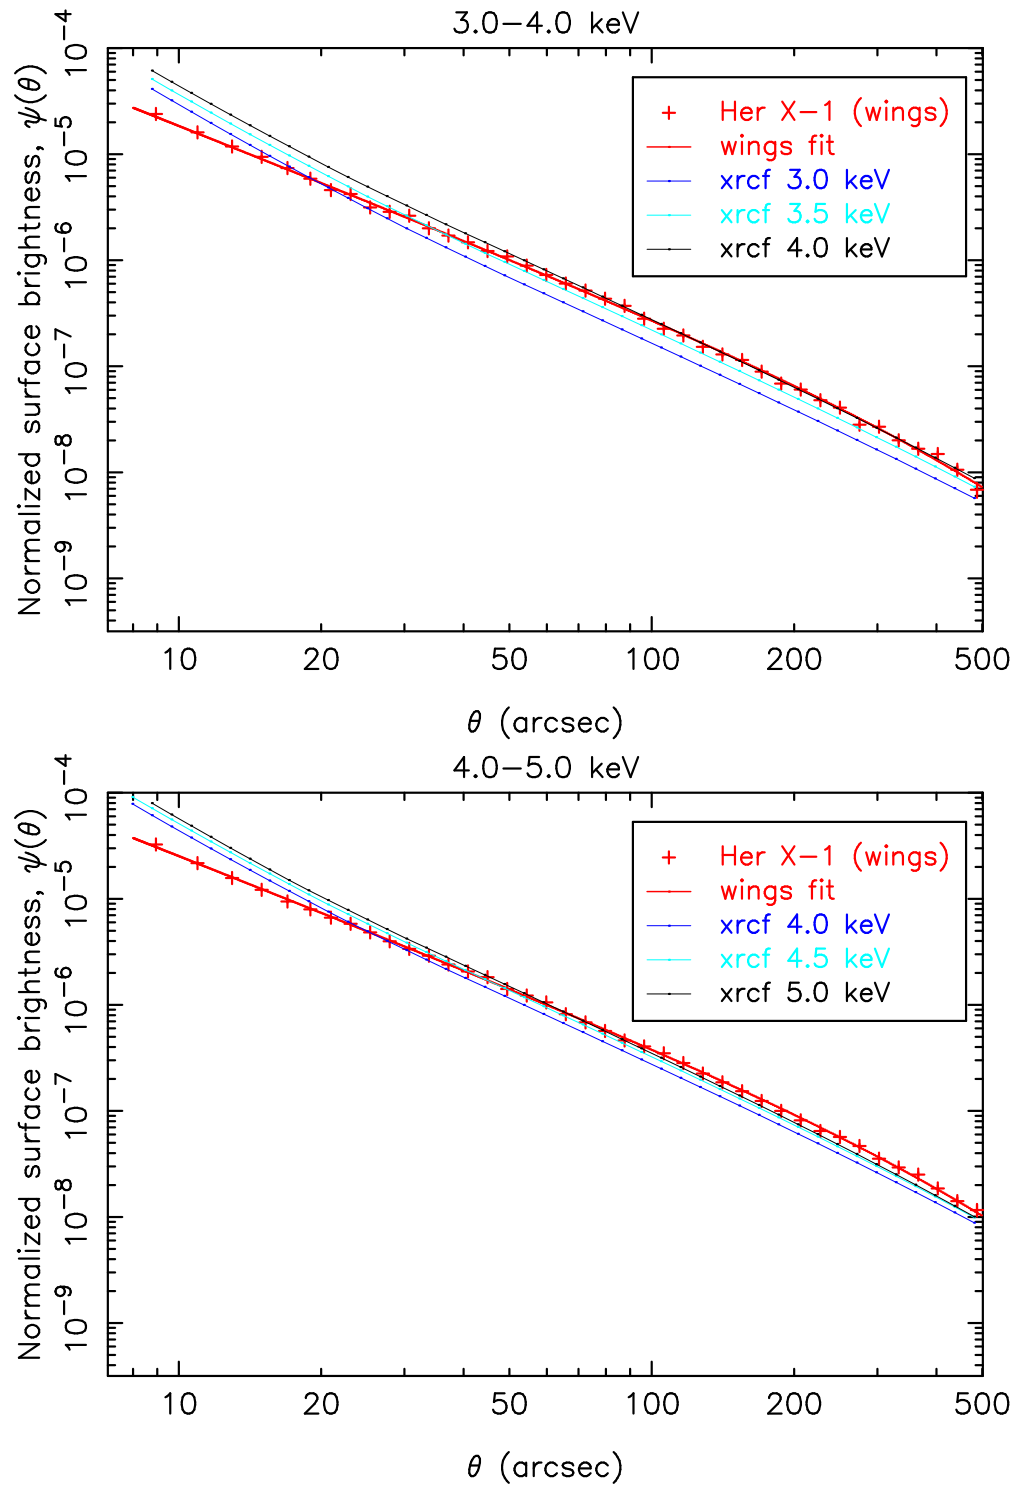 3.0−4.0 keV
Normalized surface brightness, ψ(θ)
10⁻⁴
10⁻⁵
10⁻⁶
10⁻⁷
10⁻⁸
10⁻⁹
Her X−1 (wings)
wings fit
xrcf 3.0 keV
xrcf 3.5 keV
xrcf 4.0 keV
10 20 50 100 200 500
θ (arcsec)
4.0−5.0 keV
Normalized surface brightness, ψ(θ)
10⁻⁴
10⁻⁵
10⁻⁶
10⁻⁷
10⁻⁸
10⁻⁹
Her X−1 (wings)
wings fit
xrcf 4.0 keV
xrcf 4.5 keV
xrcf 5.0 keV
10 20 50 100 200 500
θ (arcsec)